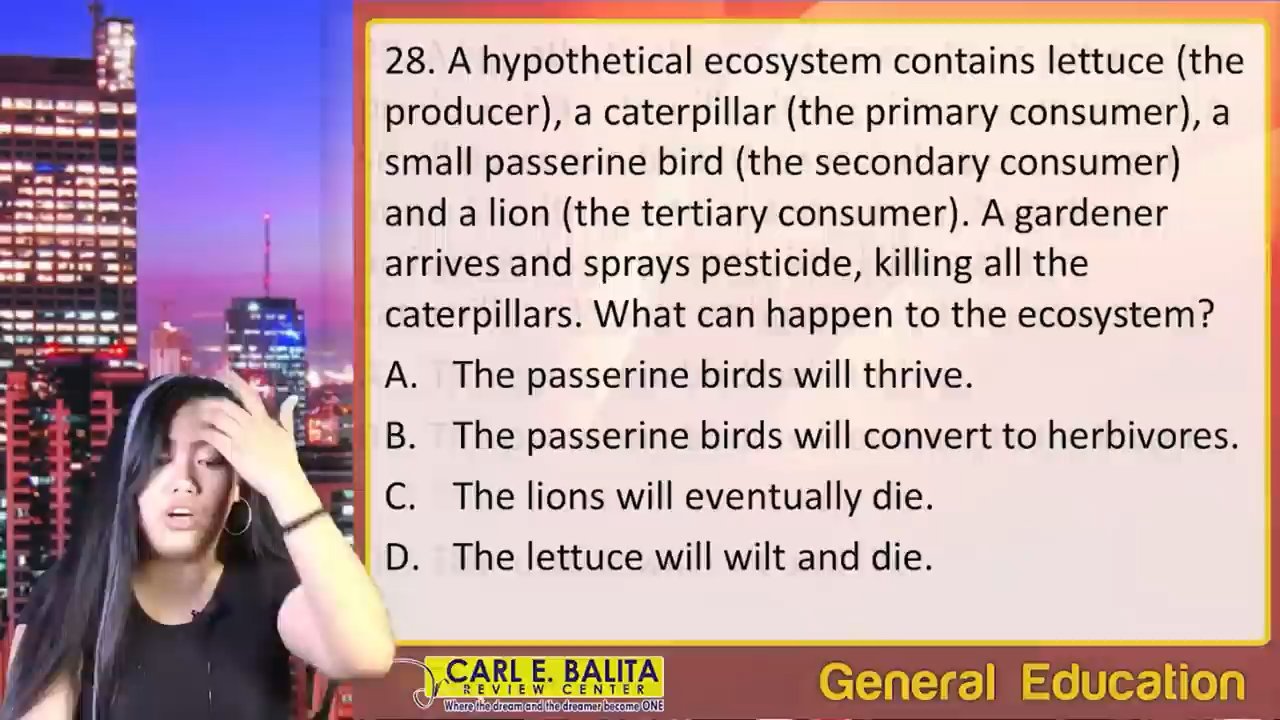 28. A hypothetical ecosystem contains lettuce (the
producer), a caterpillar (the primary consumer), a
small passerine bird (the secondary consumer)
and a lion (the tertiary consumer). A gardener
arrives and sprays pesticide, killing all the
caterpillars. What can happen to the ecosystem?
A. The passerine birds will thrive.
B. The passerine birds will convert to herbivores.
C. The lions will eventually die.
D. The lettuce will wilt and die.
CARL E. BALITA
REVIEW CENTER
Where the dream and the dreamer become ONE
General Education